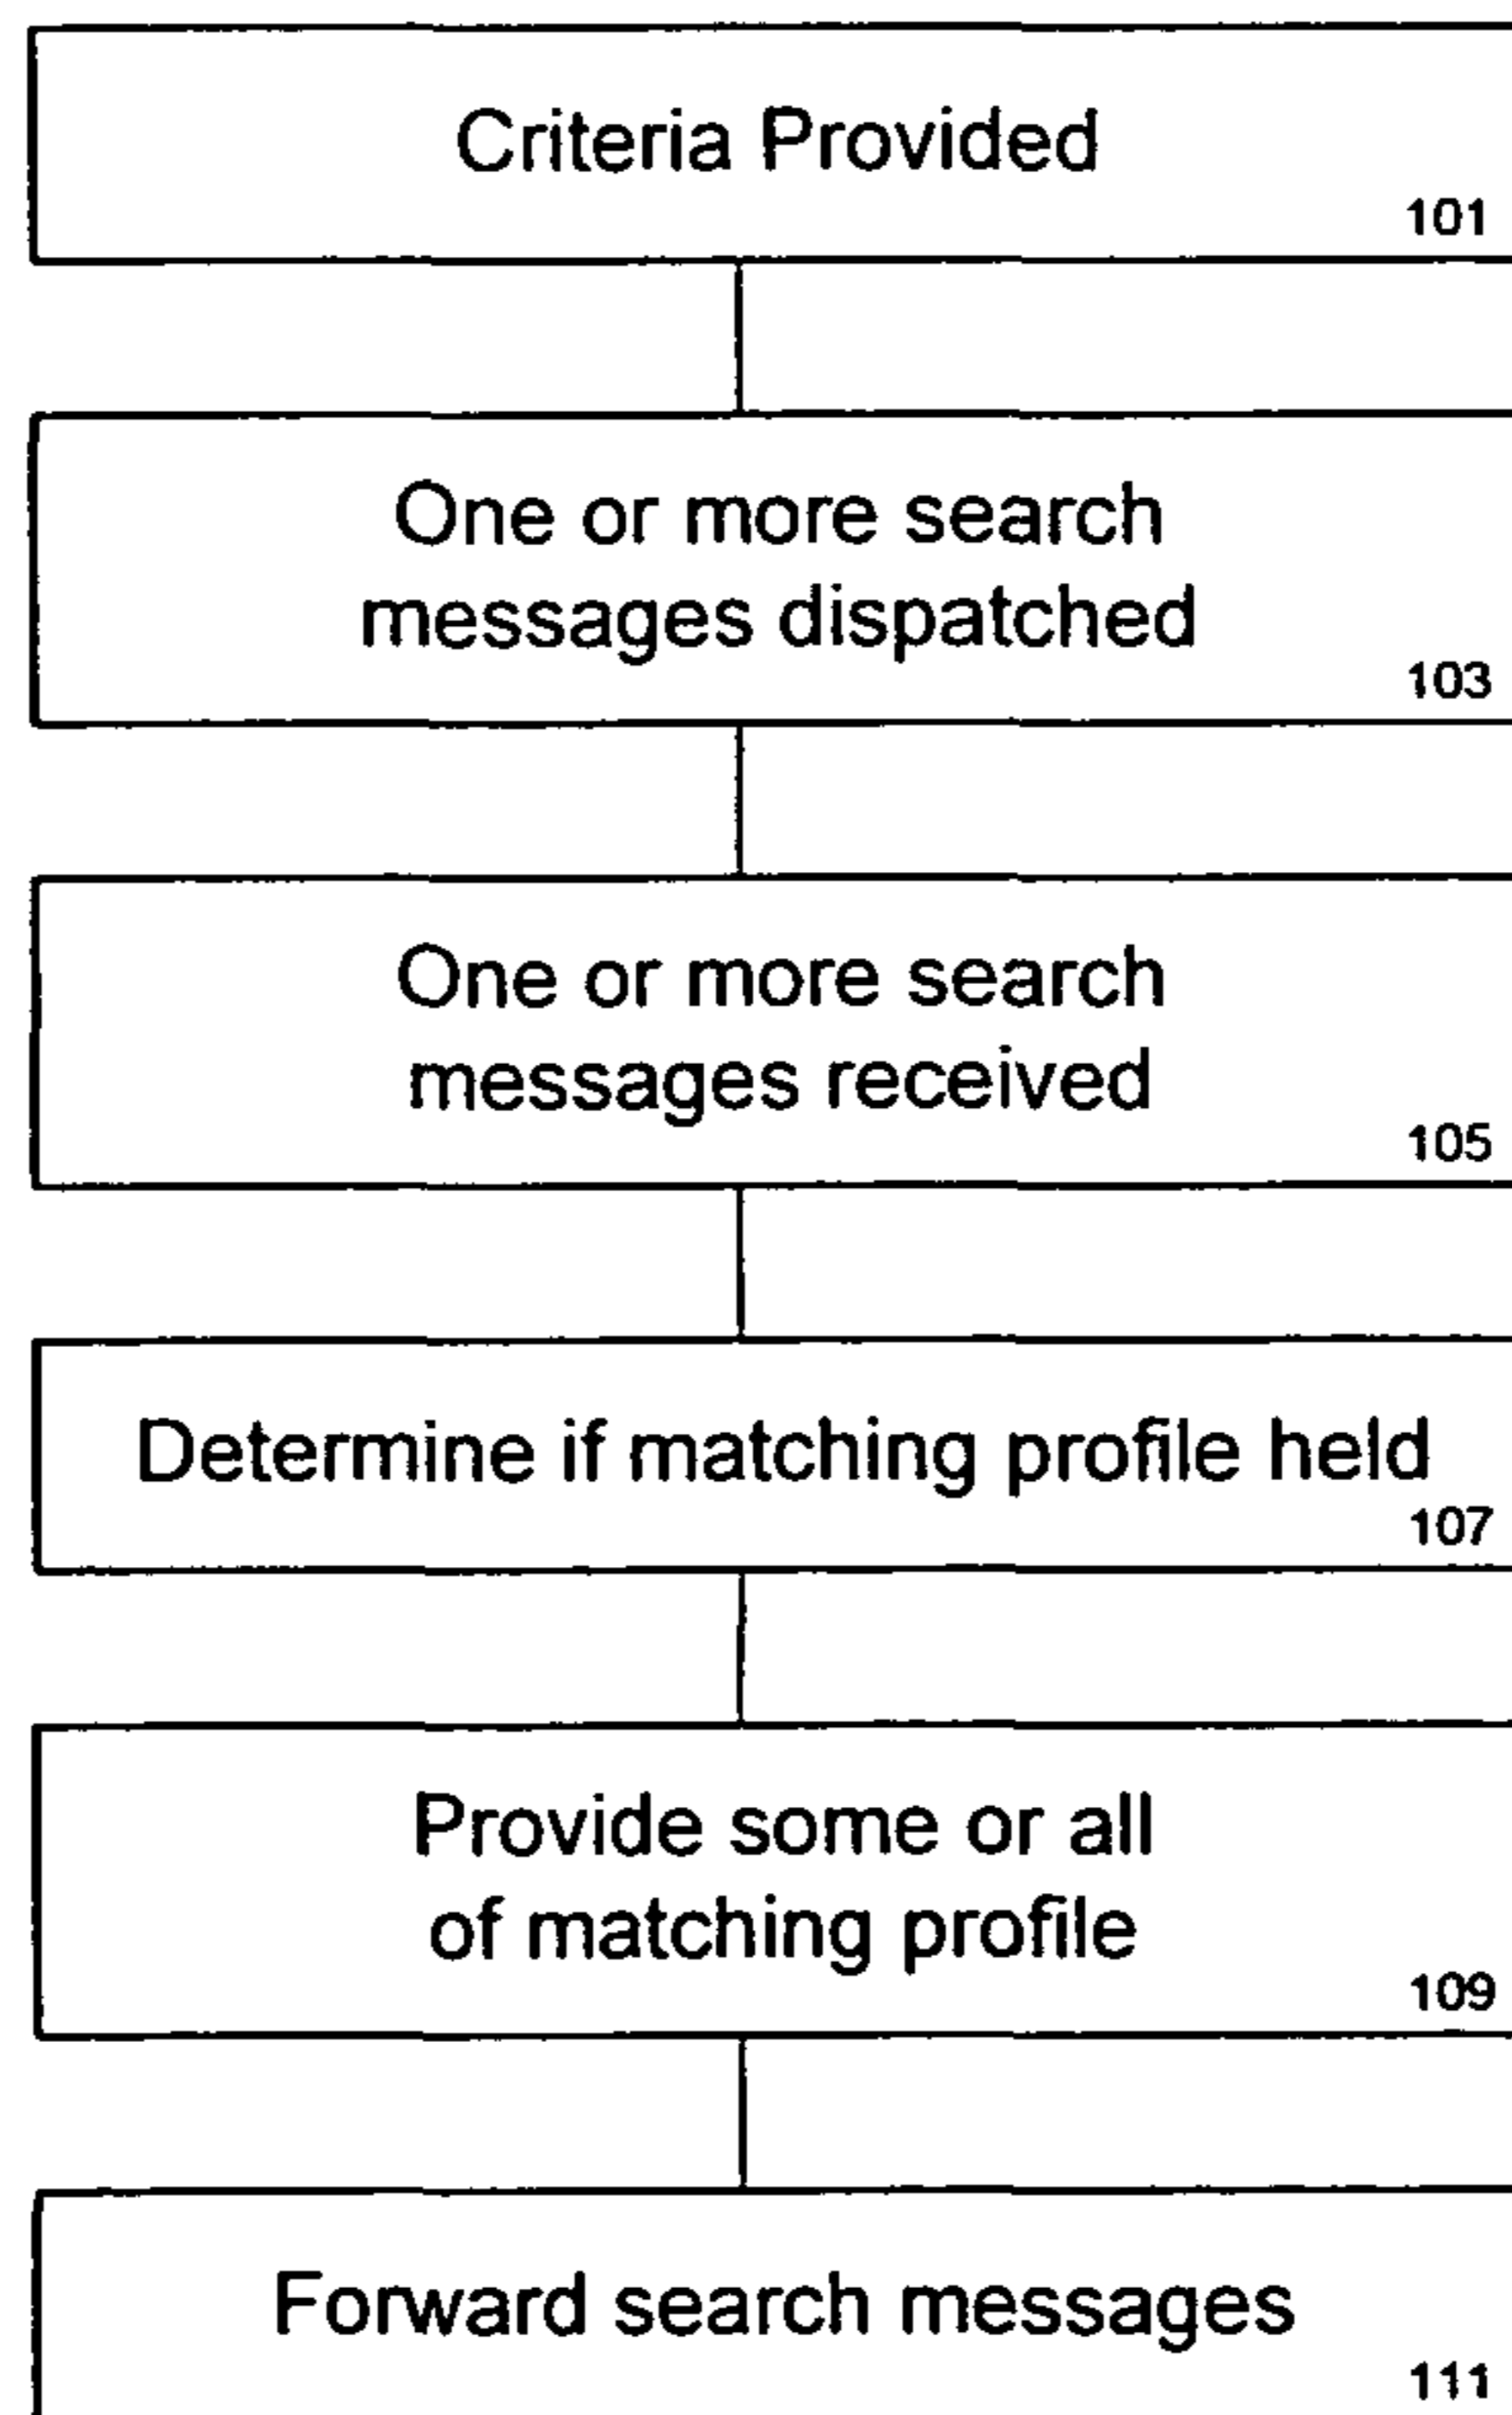 Criteria Provided
101
One or more search
messages dispatched
103
One or more search
messages received
105
Determine if matching profile held
107
Provide some or all
of matching profile
109
Forward search messages
111